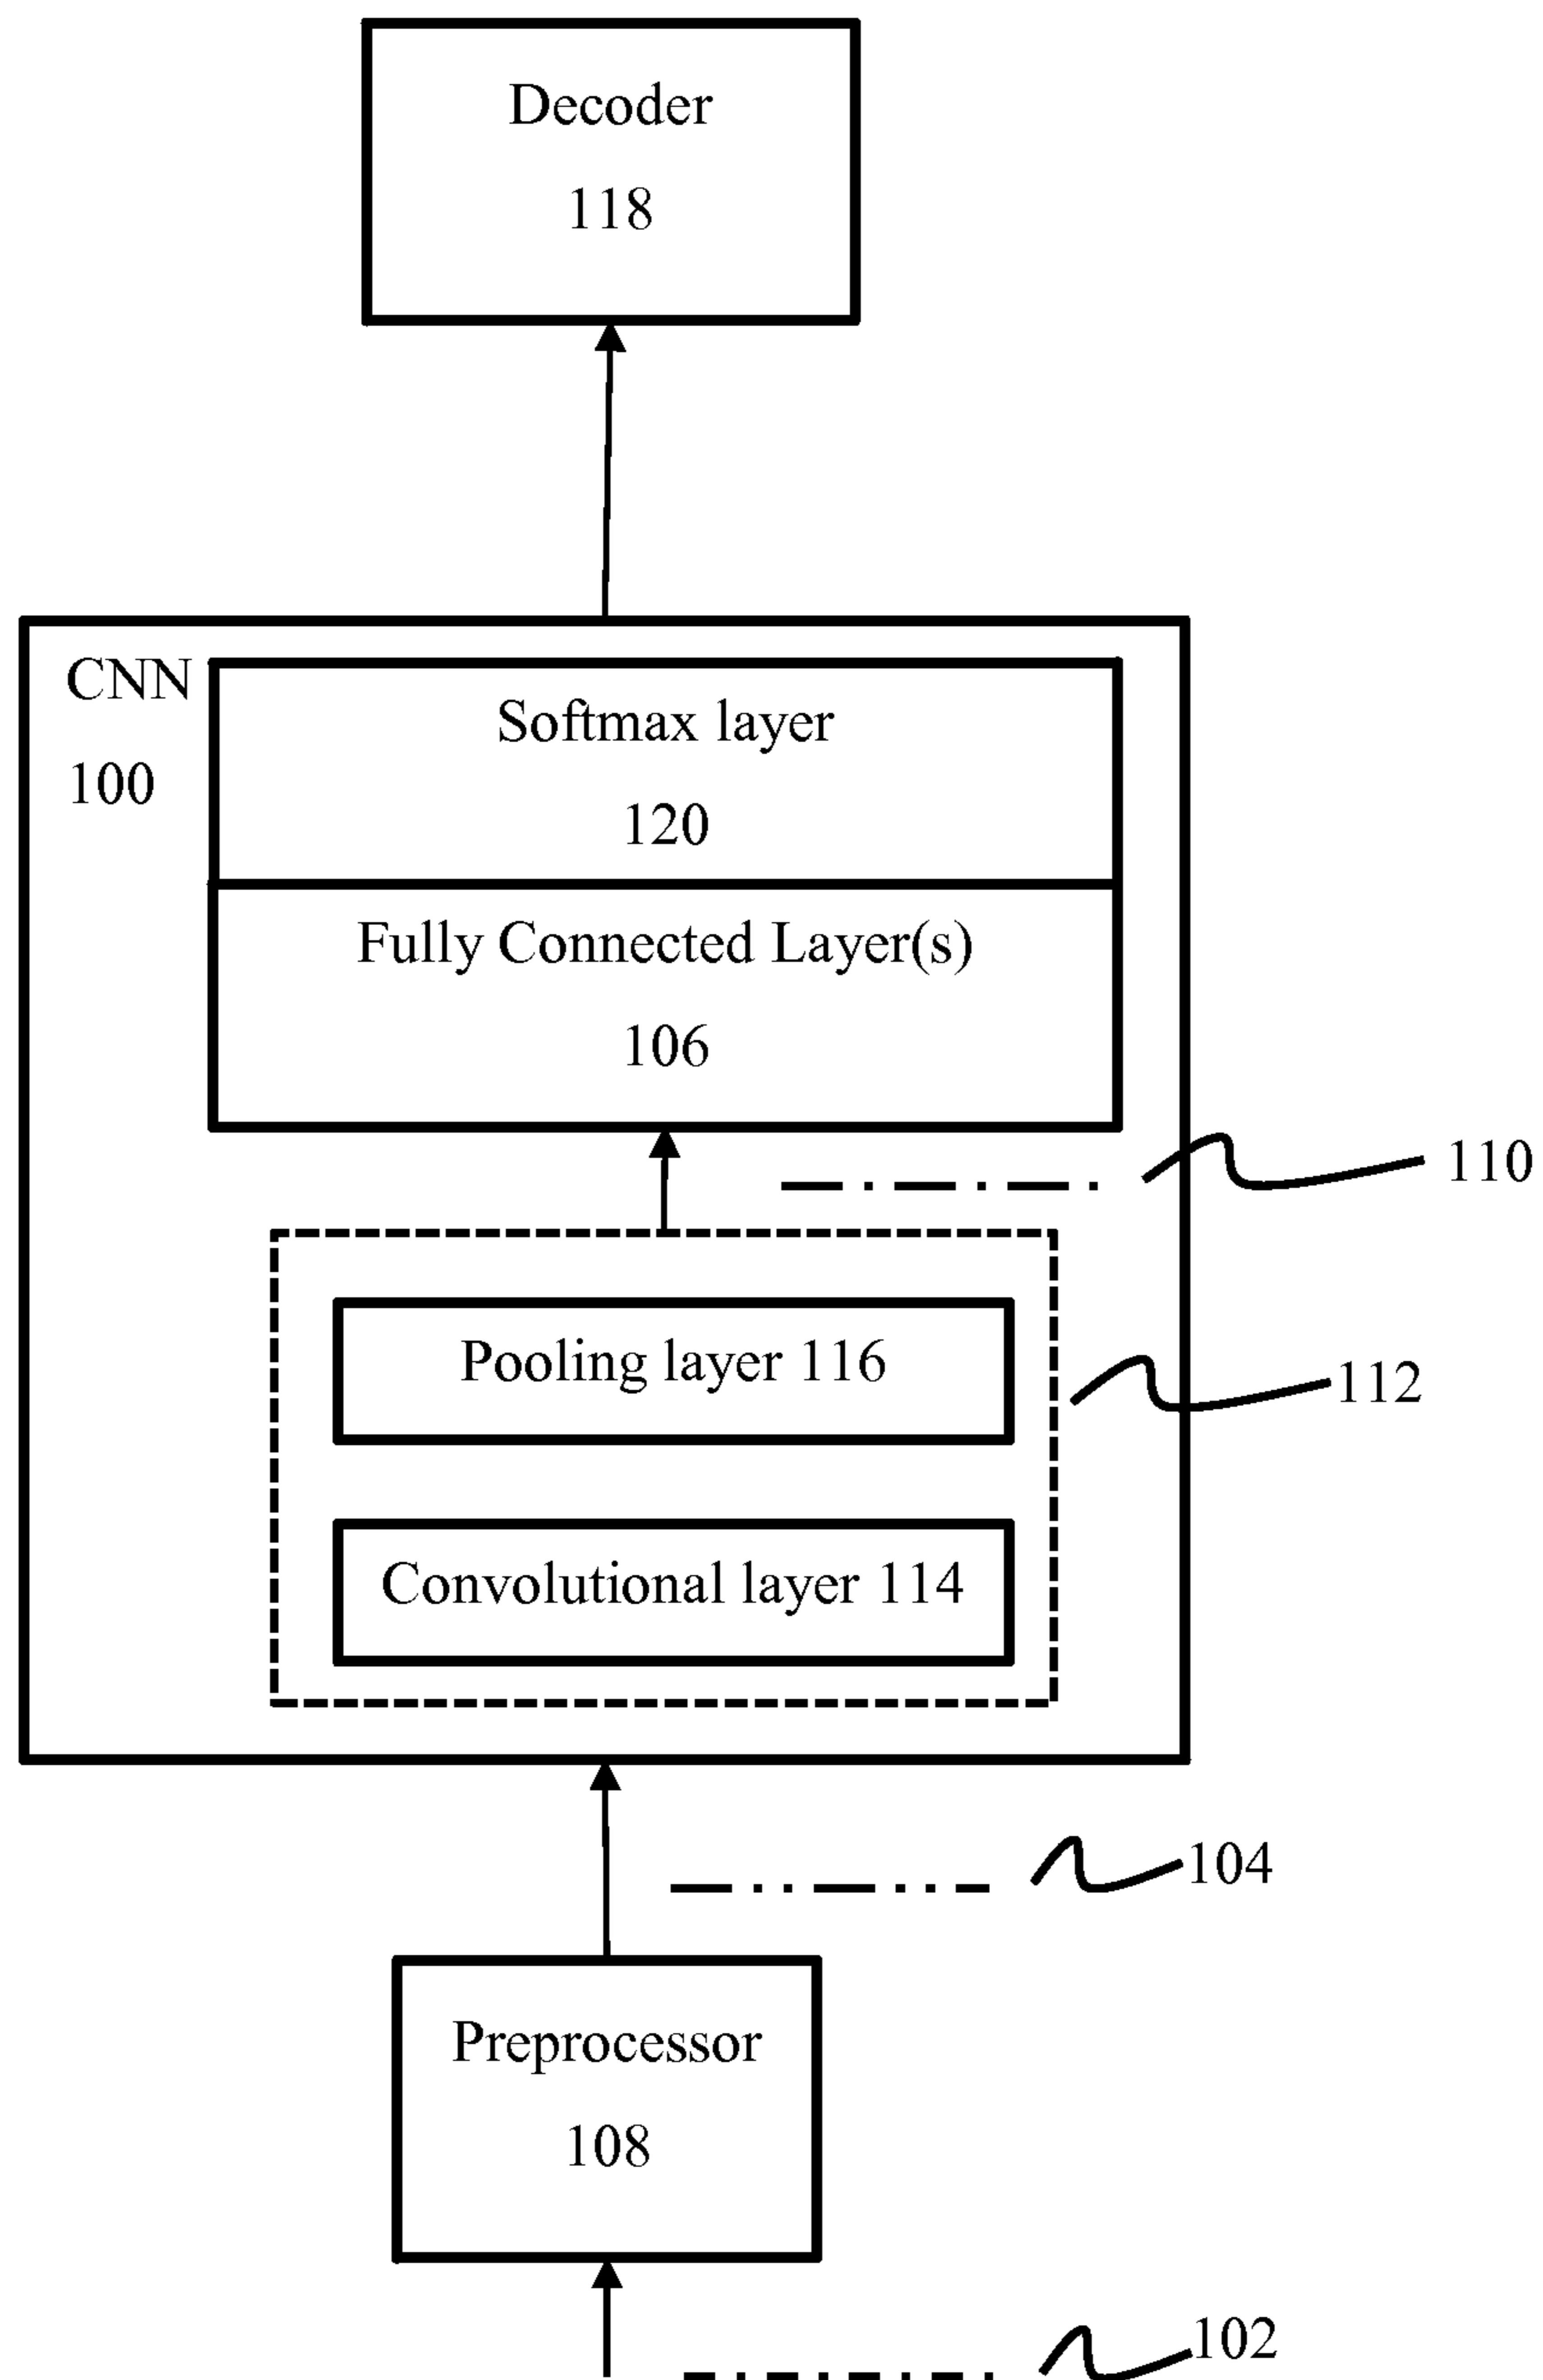 Decoder
118
CNN
100
Softmax layer
120
Fully Connected Layer(s)
106
110
Pooling layer 116
112
Convolutional layer 114
104
Preprocessor
108
102